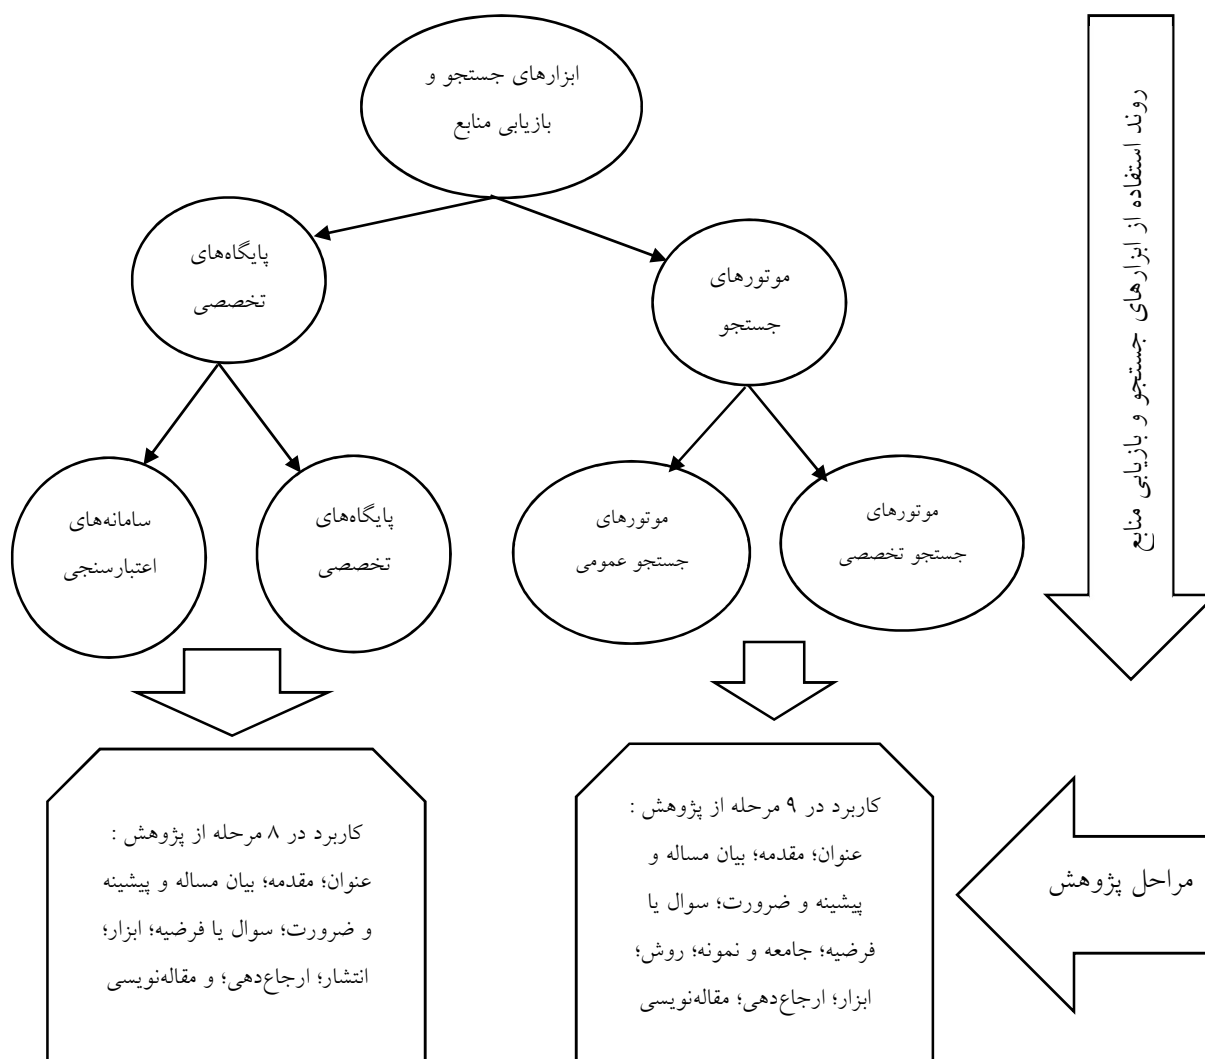 ابزارهای جستجو و
بازیابی منابع
روند استفاده از ابزارهای جستجو و بازیابی منابع
موتورهای
جستجو
پایگاه‌های
تخصصی
موتورهای
جستجو تخصصی
موتورهای
جستجو عمومی
پایگاه‌های
تخصصی
سامانه‌های
اعتبارسنجی
مراحل پژوهش
کاربرد در ۹ مرحله از پژوهش :
عنوان؛ مقدمه؛ بیان مساله و
پیشینه و ضرورت؛ سوال یا
فرضیه؛ جامعه و نمونه؛ روش؛
ابزار؛ ارجاع‌دهی؛ مقاله‌نویسی
کاربرد در ۸ مرحله از پژوهش :
عنوان؛ مقدمه؛ بیان مساله و پیشینه
و ضرورت؛ سوال یا فرضیه؛ ابزار؛
انتشار؛ ارجاع‌دهی؛ و مقاله‌نویسی